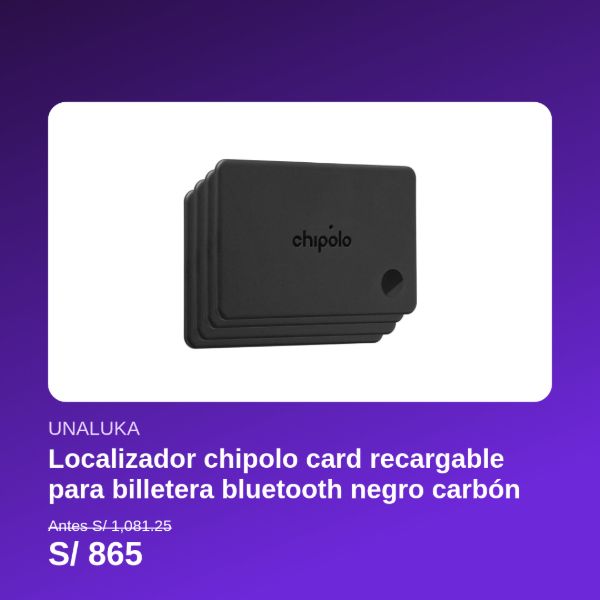 chipolo
UNALUKA
Localizador chipolo card recargable
para billetera bluetooth negro carbón
Antes S/ 1,081.25
S/ 865